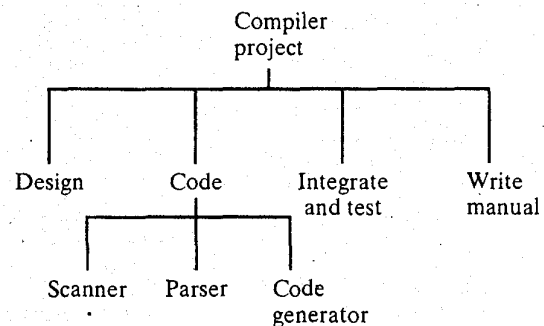 Compiler
project
Design
Code
Integrate
and test
Write
manual
Scanner
Parser
Code
generator